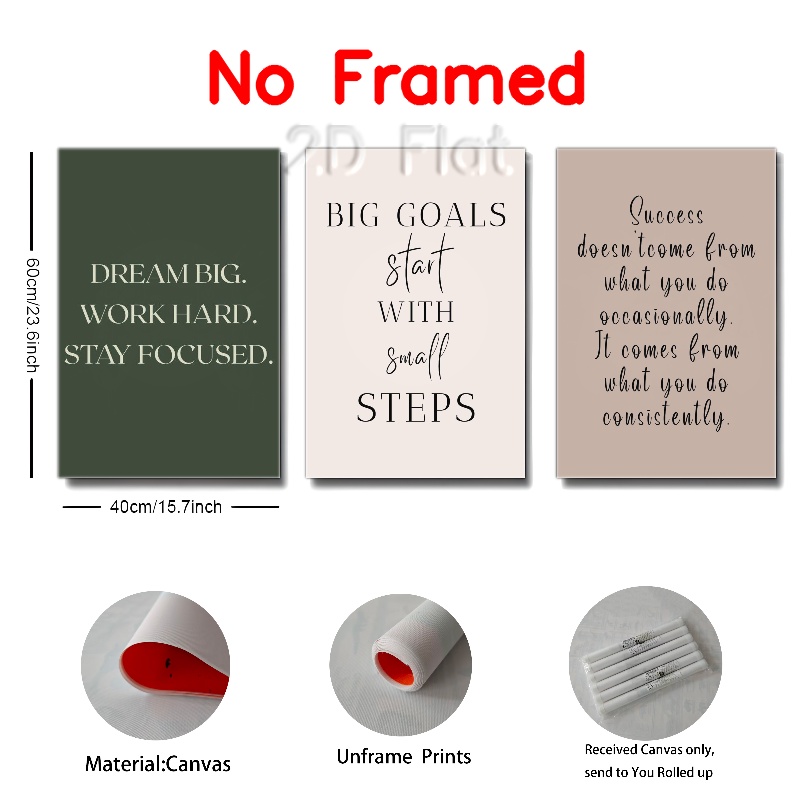 No Framed
2D Flat
60cm/23.6inch
DREAM BIG.
WORK HARD.
STAY FOCUSED.
BIG GOALS
start
WITH
small
STEPS
Success
doesn'tcome from
what you do
occasionally.
It comes from
what you do
consistently.
40cm/15.7inch
Material:Canvas
Unframe Prints
Received Canvas only,
send to You Rolled up